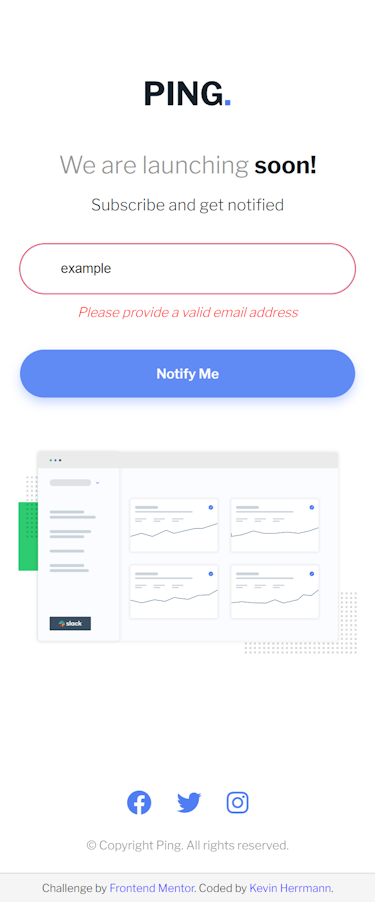 PING.
We are launching soon!
Subscribe and get notified
example
Please provide a valid email address
Notify Me
slack
© Copyright Ping. All rights reserved.
Challenge by Frontend Mentor. Coded by Kevin Herrmann.